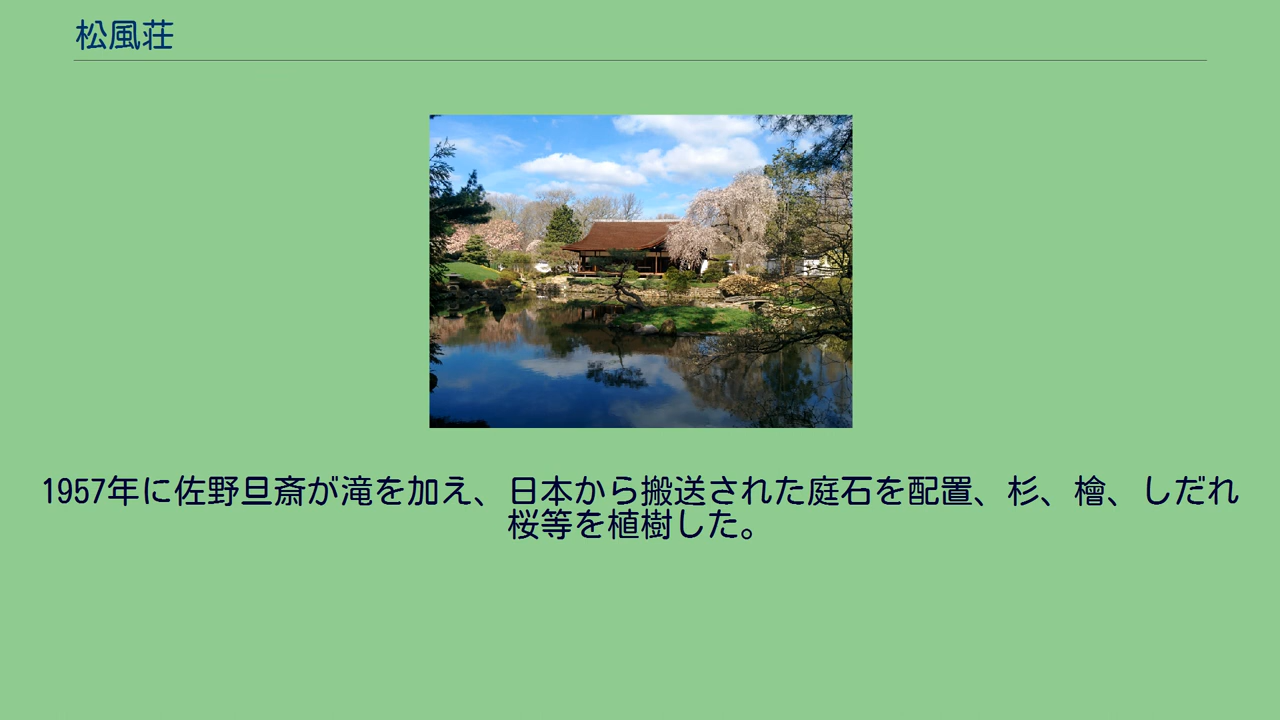 松風荘
1957年に佐野旦斎が滝を加え、日本から搬送された庭石を配置、杉、檜、しだれ
桜等を植樹した。